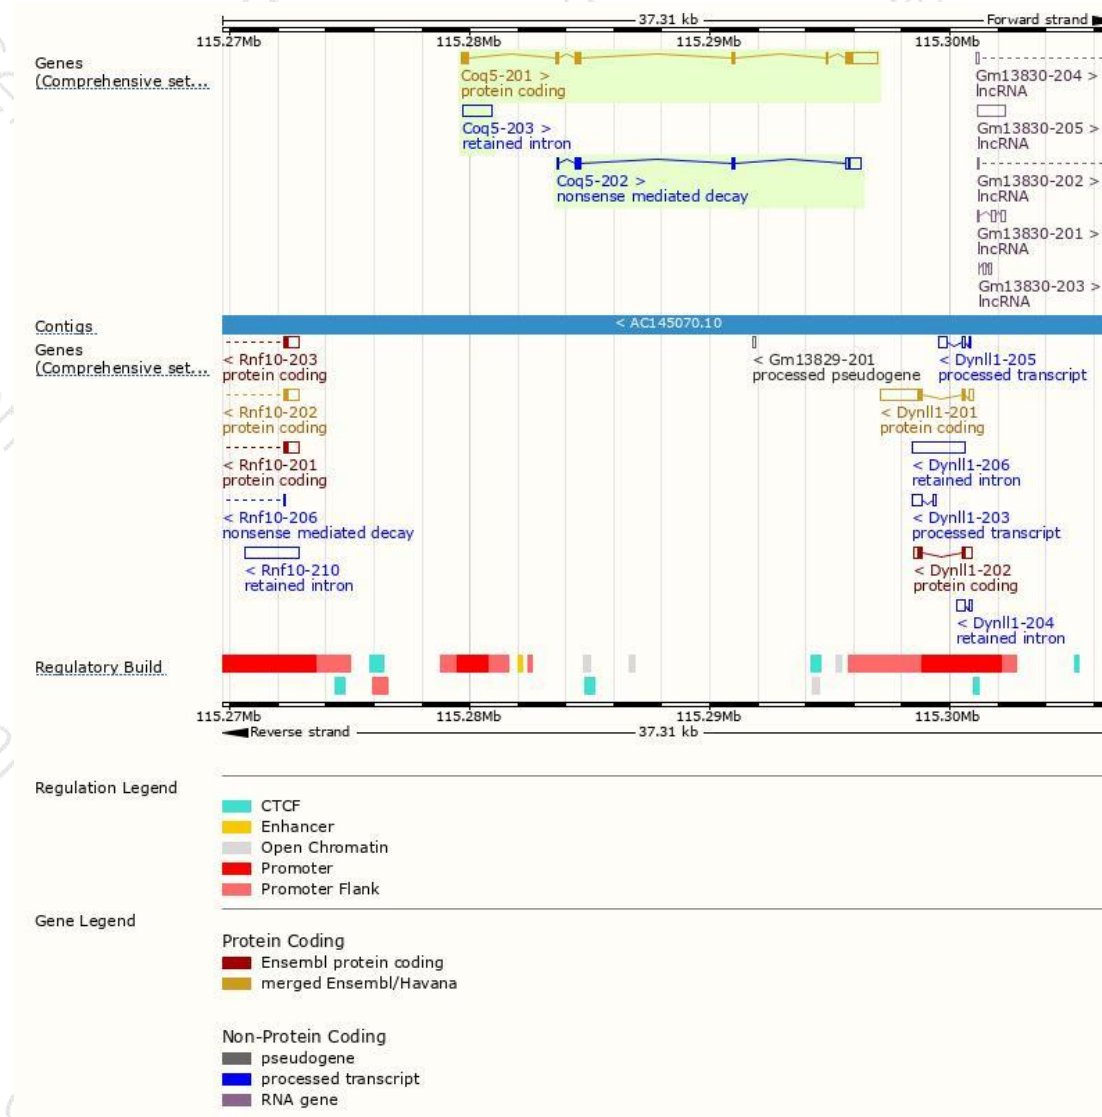 37.31 kb Forward strand
115.27Mb 115.28Mb 115.29Mb 115.30Mb
Genes
(Comprehensive set...
Coq5-201 >
protein coding
Gm13830-204 >
lncRNA
Coq5-203 >
retained intron
Gm13830-205 >
lncRNA
Coq5-202 >
nonsense mediated decay
Gm13830-202 >
lncRNA
Gm13830-201 >
lncRNA
Gm13830-203 >
lncRNA
Contigs
< AC145070.10
Genes
(Comprehensive set...
< Rnf10-203
protein coding
< Gm13829-201
processed pseudogene
< Dynll1-205
processed transcript
< Rnf10-202
protein coding
< Dynll1-201
protein coding
< Rnf10-201
protein coding
< Dynll1-206
retained intron
< Rnf10-206
nonsense mediated decay
< Dynll1-203
processed transcript
< Rnf10-210
retained intron
< Dynll1-202
protein coding
< Dynll1-204
retained intron
Regulatory Build
115.27Mb 115.28Mb 115.29Mb 115.30Mb
Reverse strand 37.31 kb
Regulation Legend
CTCF
Enhancer
Open Chromatin
Promoter
Promoter Flank
Gene Legend
Protein Coding
Ensembl protein coding
merged Ensembl/Havana
Non-Protein Coding
pseudogene
processed transcript
RNA gene